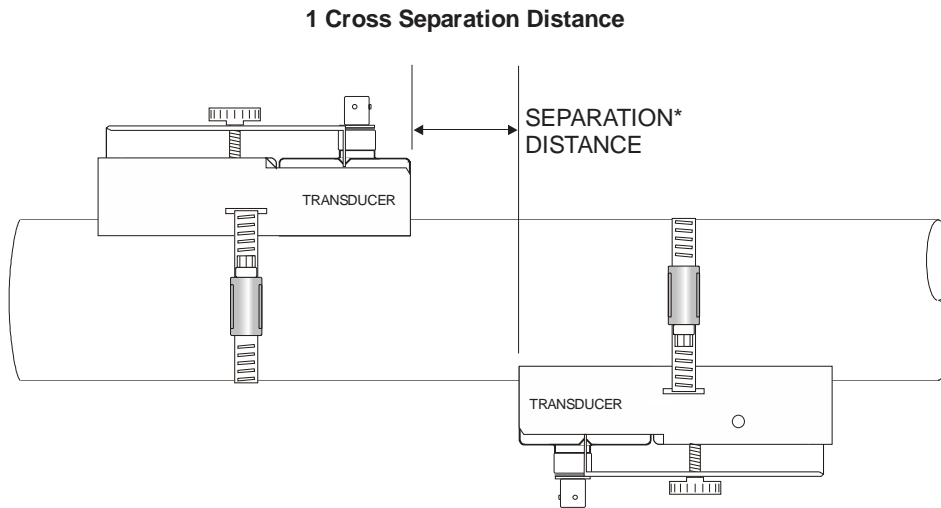 1 Cross Separation Distance
SEPARATION*
DISTANCE
TRANSDUCER
TRANSDUCER